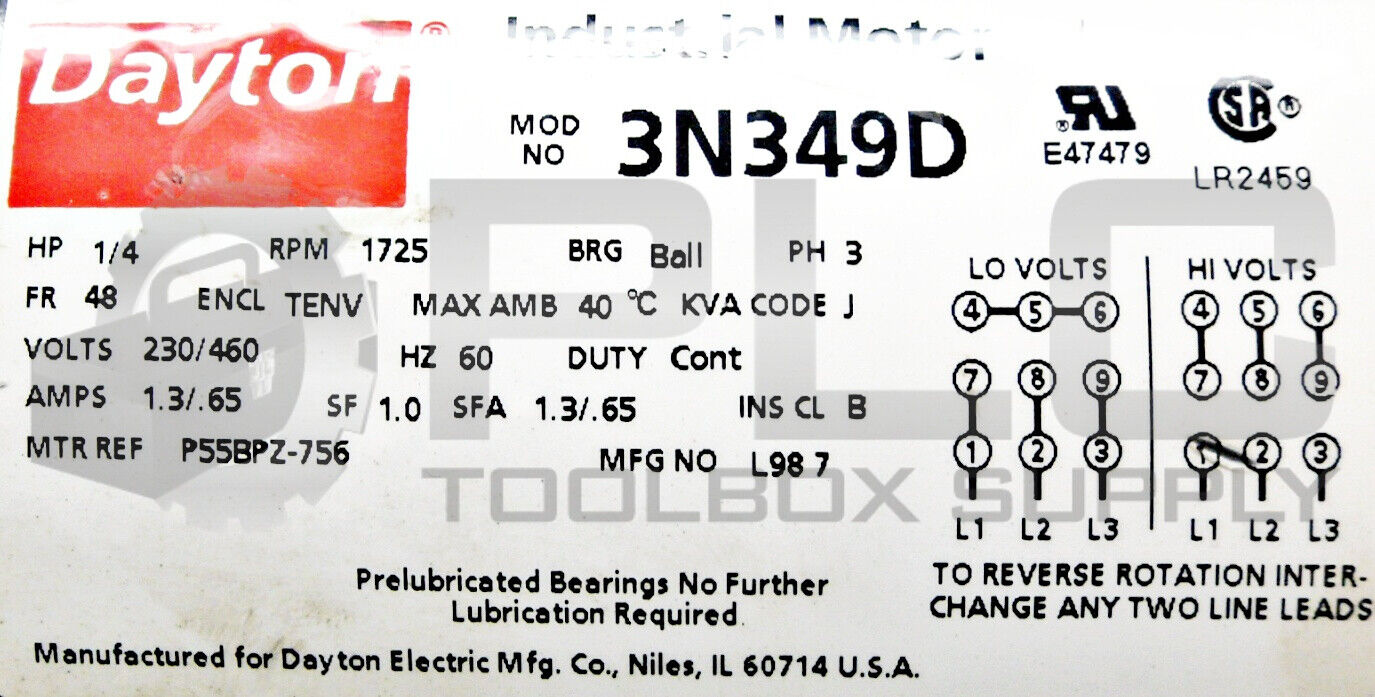 Dayton®
Industrial Motor
MOD NO 3N349D
® E47479
SA ® LR2459
HP 1/4 RPM 1725 BRG Ball PH 3
FR 48 ENCL TENV MAX AMB 40 °C KVA CODE J
VOLTS 230/460 HZ 60 DUTY Cont
AMPS 1.3/.65 SF 1.0 SFA 1.3/.65 INS CL B
MTR REF P55BPZ-756 MFG NO L98 7
LO VOLTS HI VOLTS
4 5 6 4 5 6
7 8 9 7 8 9
1 2 3 1 2 3
L1 L2 L3 L1 L2 L3
TO REVERSE ROTATION INTER-
CHANGE ANY TWO LINE LEADS
Prelubricated Bearings No Further
Lubrication Required
Manufactured for Dayton Electric Mfg. Co., Niles, IL 60714 U.S.A.
PLC
TOOLBOX SUPPLY